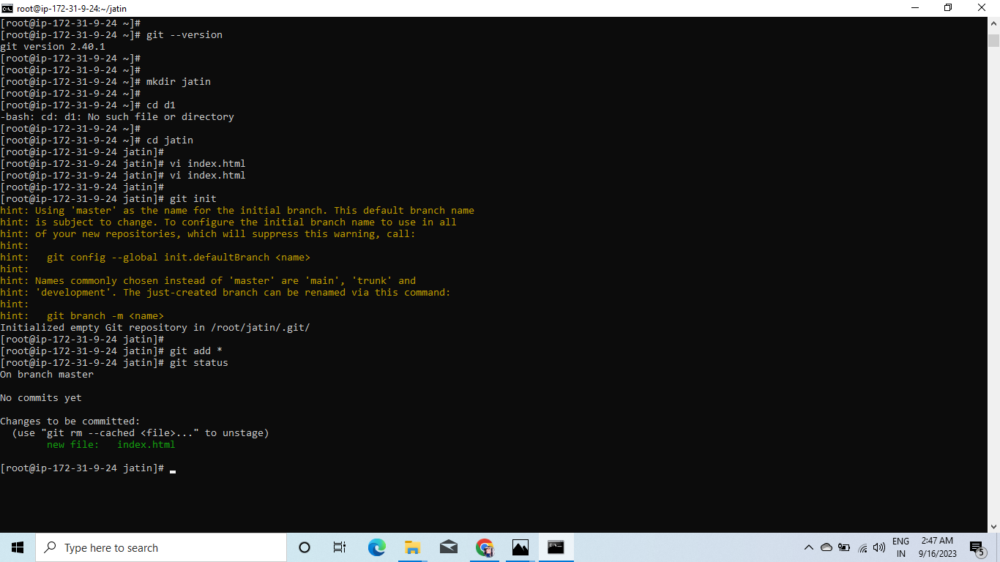 root@ip-172-31-9-24:~/jatin
[root@ip-172-31-9-24 ~]#
[root@ip-172-31-9-24 ~]# git --version
git version 2.40.1
[root@ip-172-31-9-24 ~]#
[root@ip-172-31-9-24 ~]#
[root@ip-172-31-9-24 ~]# mkdir jatin
[root@ip-172-31-9-24 ~]#
[root@ip-172-31-9-24 ~]# cd d1
-bash: cd: d1: No such file or directory
[root@ip-172-31-9-24 ~]#
[root@ip-172-31-9-24 ~]# cd jatin
[root@ip-172-31-9-24 jatin]#
[root@ip-172-31-9-24 jatin]# vi index.html
[root@ip-172-31-9-24 jatin]# vi index.html
[root@ip-172-31-9-24 jatin]#
[root@ip-172-31-9-24 jatin]# git init
hint: Using 'master' as the name for the initial branch. This default branch name
hint: is subject to change. To configure the initial branch name to use in all
hint: of your new repositories, which will suppress this warning, call:
hint:
hint:   git config --global init.defaultBranch <name>
hint:
hint: Names commonly chosen instead of 'master' are 'main', 'trunk' and
hint: 'development'. The just-created branch can be renamed via this command:
hint:
hint:   git branch -m <name>
Initialized empty Git repository in /root/jatin/.git/
[root@ip-172-31-9-24 jatin]#
[root@ip-172-31-9-24 jatin]# git add *
[root@ip-172-31-9-24 jatin]# git status
On branch master
No commits yet
Changes to be committed:
  (use "git rm --cached <file>..." to unstage)
        new file:   index.html
[root@ip-172-31-9-24 jatin]#
Type here to search
ENG
IN
2:47 AM
9/16/2023
5